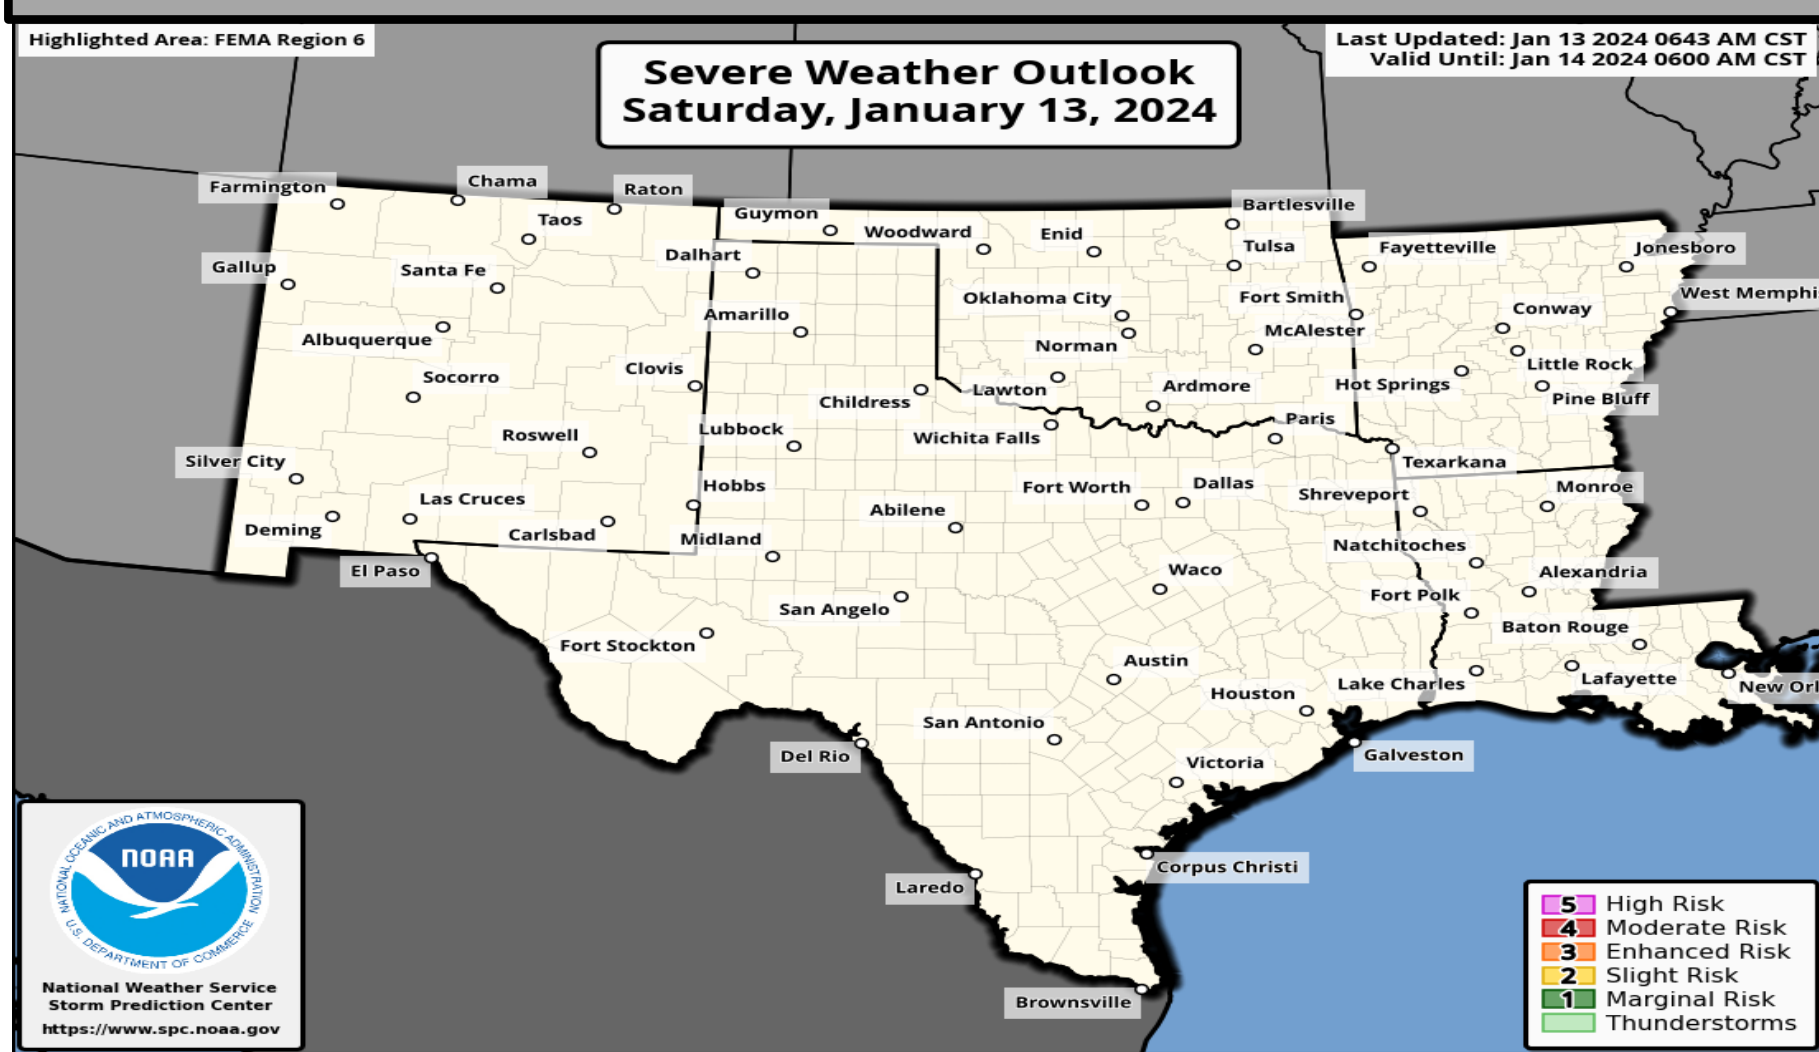 Highlighted Area: FEMA Region 6
Severe Weather Outlook
Saturday, January 13, 2024
Last Updated: Jan 13 2024 0643 AM CST
Valid Until: Jan 14 2024 0600 AM CST
Farmington
Chama
Raton
Taos
Guymon
Woodward
Enid
Bartlesville
Tulsa
Fayetteville
Jonesboro
Gallup
Santa Fe
Dalhart
Oklahoma City
Fort Smith
West Memphis
Amarillo
Conway
Albuquerque
Norman
McAlester
Little Rock
Socorro
Clovis
Childress
Lawton
Ardmore
Hot Springs
Pine Bluff
Roswell
Lubbock
Wichita Falls
Paris
Silver City
Texarkana
Las Cruces
Hobbs
Fort Worth
Dallas
Shreveport
Monroe
Deming
Carlsbad
Midland
Abilene
Natchitoches
El Paso
Waco
Alexandria
San Angelo
Fort Polk
Fort Stockton
Baton Rouge
Austin
Houston
Lake Charles
Lafayette
New Orl
San Antonio
Del Rio
Victoria
Galveston
Laredo
Corpus Christi
Brownsville
NATIONAL OCEANIC AND ATMOSPHERIC ADMINISTRATION
NOAA
U.S. DEPARTMENT OF COMMERCE
National Weather Service
Storm Prediction Center
https://www.spc.noaa.gov
5 High Risk
4 Moderate Risk
3 Enhanced Risk
2 Slight Risk
1 Marginal Risk
Thunderstorms